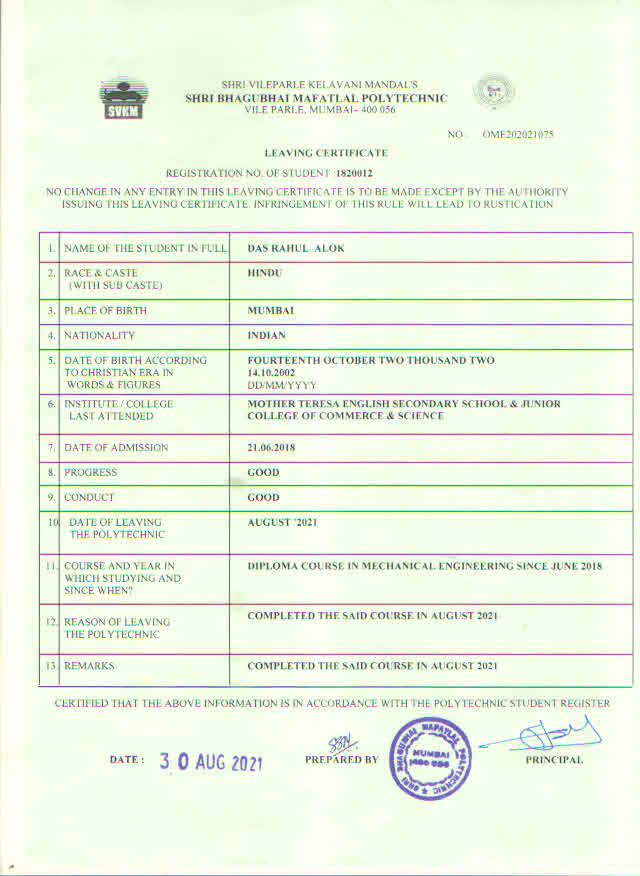 SVKM
SHRI VILEPARLE KELAVANI MANDAL'S
SHRI BHAGUBHAI MAFATLAL POLYTECHNIC
VILE PARLE, MUMBAI- 400 056
NO : OME202021075
LEAVING CERTIFICATE
REGISTRATION NO. OF STUDENT :1820012
NO CHANGE IN ANY ENTRY IN THIS LEAVING CERTIFICATE IS TO BE MADE EXCEPT BY THE AUTHORITY
ISSUING THIS LEAVING CERTIFICATE. INFRINGEMENT OF THIS RULE WILL LEAD TO RUSTICATION
1. NAME OF THE STUDENT IN FULL DAS RAHUL ALOK
2. RACE & CASTE HINDU
(WITH SUB CASTE)
3. PLACE OF BIRTH MUMBAI
4. NATIONALITY INDIAN
5. DATE OF BIRTH ACCORDING FOURTEENTH OCTOBER TWO THOUSAND TWO
TO CHRISTIAN ERA IN 14.10.2002
WORDS & FIGURES DD/MM/YYYY
6. INSTITUTE / COLLEGE MOTHER TERESA ENGLISH SECONDARY SCHOOL & JUNIOR
LAST ATTENDED COLLEGE OF COMMERCE & SCIENCE
7. DATE OF ADMISSION 21.06.2018
8. PROGRESS GOOD
9. CONDUCT GOOD
10. DATE OF LEAVING AUGUST '2021
THE POLYTECHNIC
11. COURSE AND YEAR IN DIPLOMA COURSE IN MECHANICAL ENGINEERING SINCE JUNE 2018
WHICH STUDYING AND
SINCE WHEN?
12. REASON OF LEAVING COMPLETED THE SAID COURSE IN AUGUST 2021
THE POLYTECHNIC
13. REMARKS COMPLETED THE SAID COURSE IN AUGUST 2021
CERTIFIED THAT THE ABOVE INFORMATION IS IN ACCORDANCE WITH THE POLYTECHNIC STUDENT REGISTER
DATE : 30 AUG 2021 PREPARED BY PRINCIPAL
SHRI BHAGUBHAI MAFATLAL POLYTECHNIC
MUMBAI
400 056